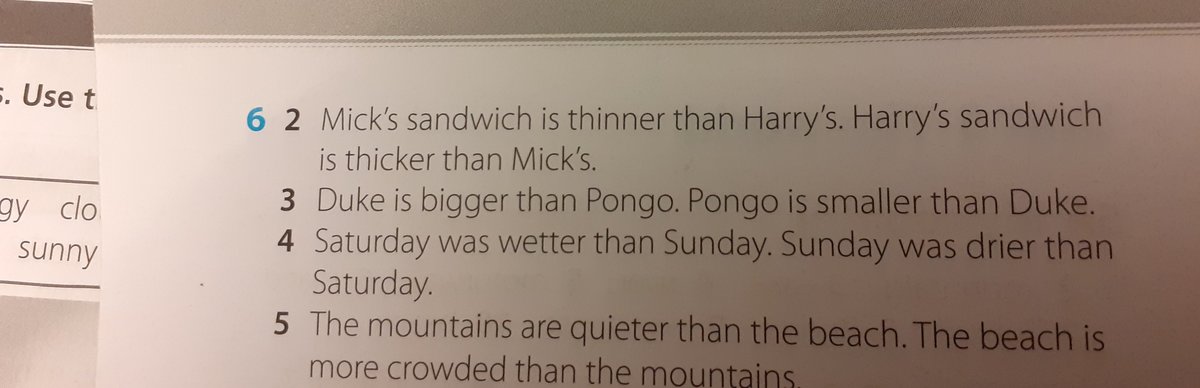 s. Use t
gy clo
sunny
6 2 Mick's sandwich is thinner than Harry's. Harry's sandwich
is thicker than Mick's.
3 Duke is bigger than Pongo. Pongo is smaller than Duke.
4 Saturday was wetter than Sunday. Sunday was drier than
Saturday.
5 The mountains are quieter than the beach. The beach is
more crowded than the mountains.